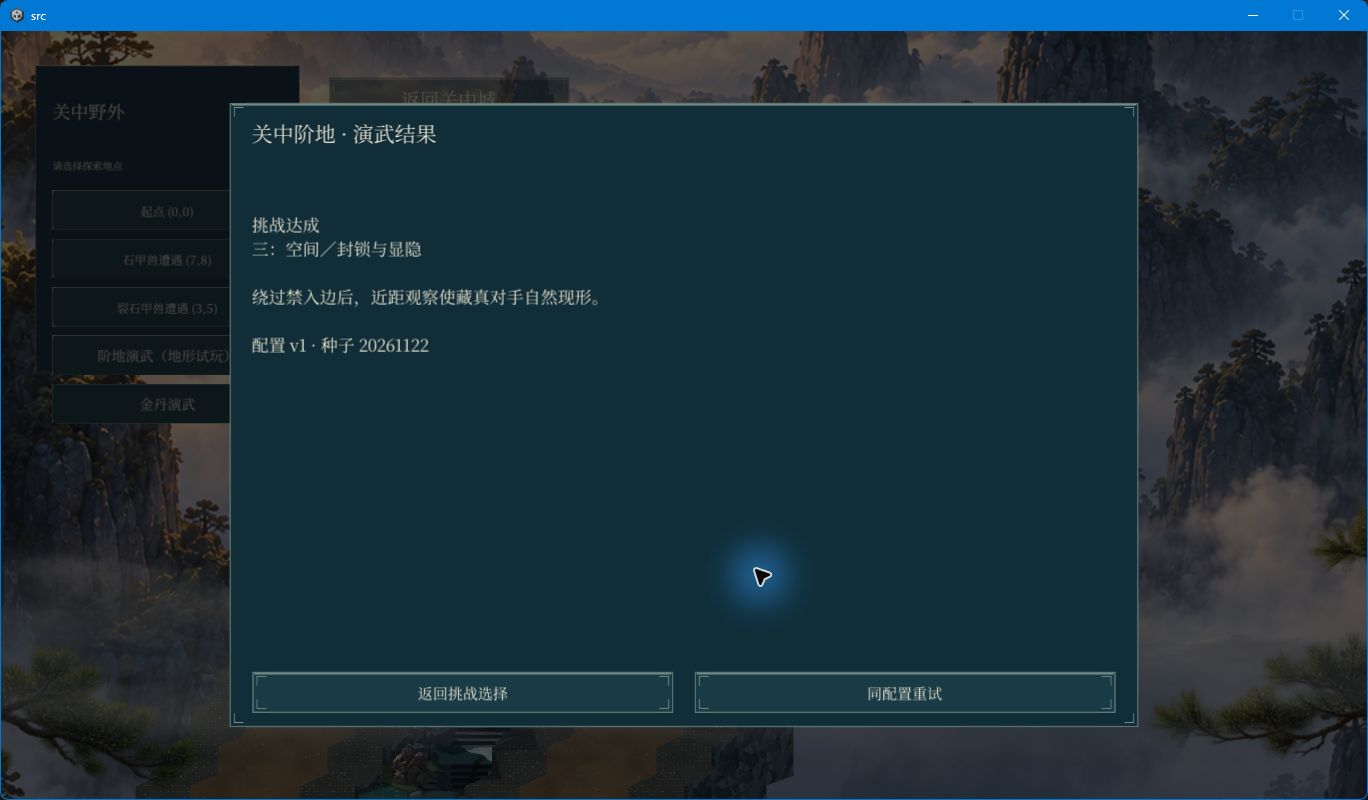 src
关中野外
返回关中城
请选择探索地点
起点 (0,0)
石甲兽遭遇 (7,8)
裂石甲兽遭遇 (3,5)
阶地演武（地形试玩）
金丹演武
关中阶地 · 演武结果
挑战达成
三：空间／封锁与显隐
绕过禁入边后，近距观察使藏真对手自然现形。
配置 v1 · 种子 20261122
返回挑战选择
同配置重试